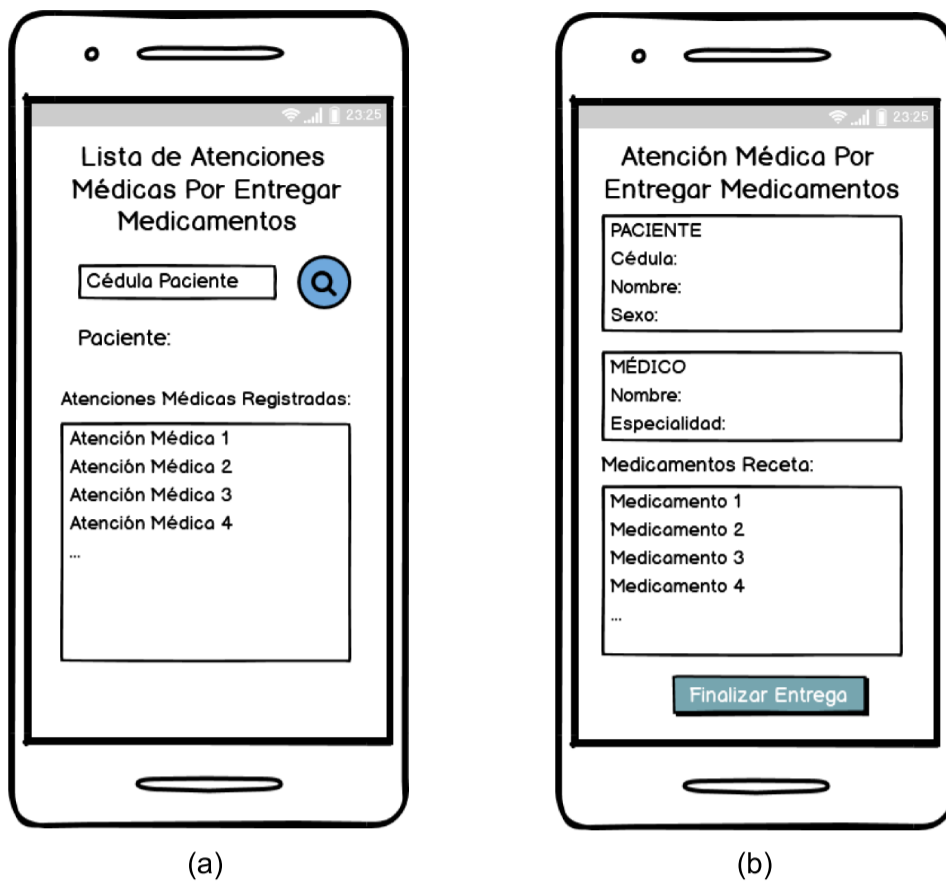 23:25
Lista de Atenciones
Médicas Por Entregar
Medicamentos
Cédula Paciente
Paciente:
Atenciones Médicas Registradas:
Atención Médica 1
Atención Médica 2
Atención Médica 3
Atención Médica 4
...
(a)
23:25
Atención Médica Por
Entregar Medicamentos
PACIENTE
Cédula:
Nombre:
Sexo:
MÉDICO
Nombre:
Especialidad:
Medicamentos Receta:
Medicamento 1
Medicamento 2
Medicamento 3
Medicamento 4
...
Finalizar Entrega
(b)